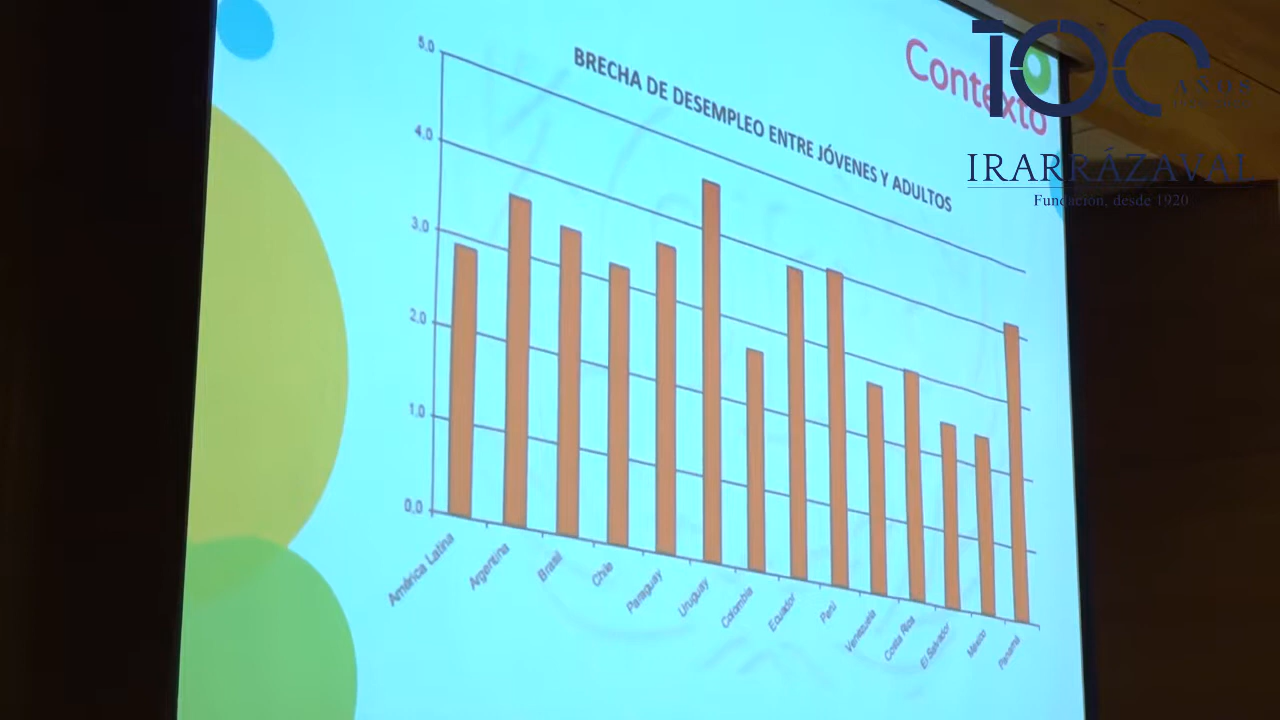 Contexto
100
AÑOS
IRARRÁZAVAL
Fundación, desde 1920
BRECHA DE DESEMPLEO ENTRE JÓVENES Y ADULTOS
5,0
4,0
3,0
2,0
1,0
0,0
América Latina
Argentina
Brasil
Chile
Paraguay
Uruguay
Colombia
Ecuador
Perú
Venezuela
Costa Rica
El Salvador
México
Panamá